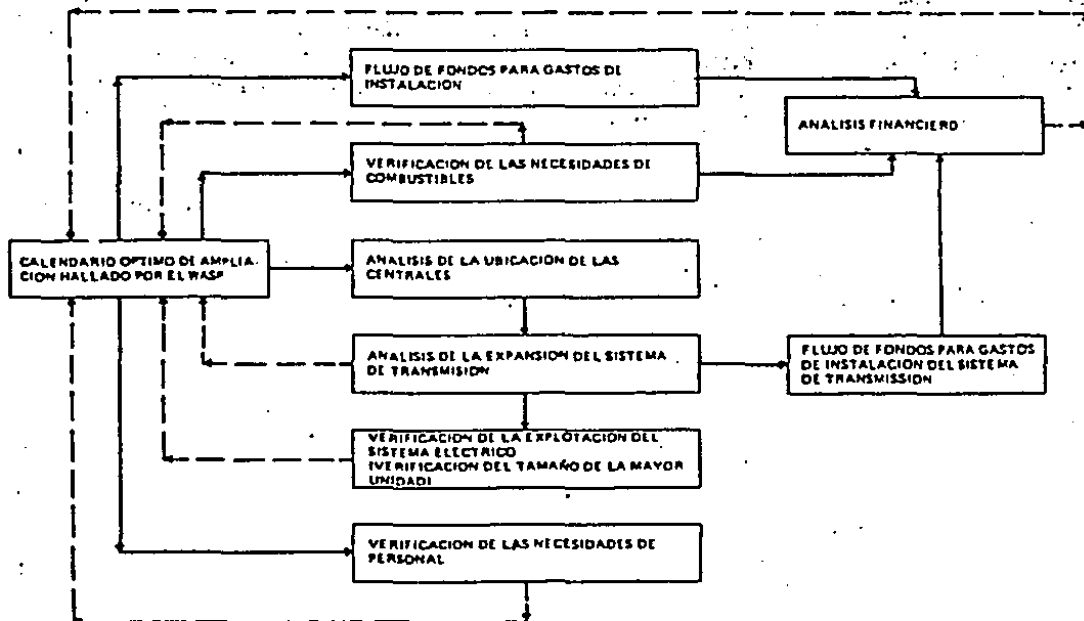 FLUJO DE FONDOS PARA GASTOS DE
INSTALACION
ANALISIS FINANCIERO
VERIFICACION DE LAS NECESIDADES DE
COMBUSTIBLES
CALENDARIO OPTIMO DE AMPLIA-
CION HALLADO POR EL WASP
ANALISIS DE LA UBICACION DE LAS
CENTRALES
ANALISIS DE LA EXPANSION DEL SISTEMA
DE TRANSMISION
FLUJO DE FONDOS PARA GASTOS
DE INSTALACION DEL SISTEMA
DE TRANSMISSION
VERIFICACION DE LA EXPLOTACION DEL
SISTEMA ELECTRICO
(VERIFICACION DEL TAMAÑO DE LA MAYOR
UNIDAD)
VERIFICACION DE LAS NECESIDADES DE
PERSONAL